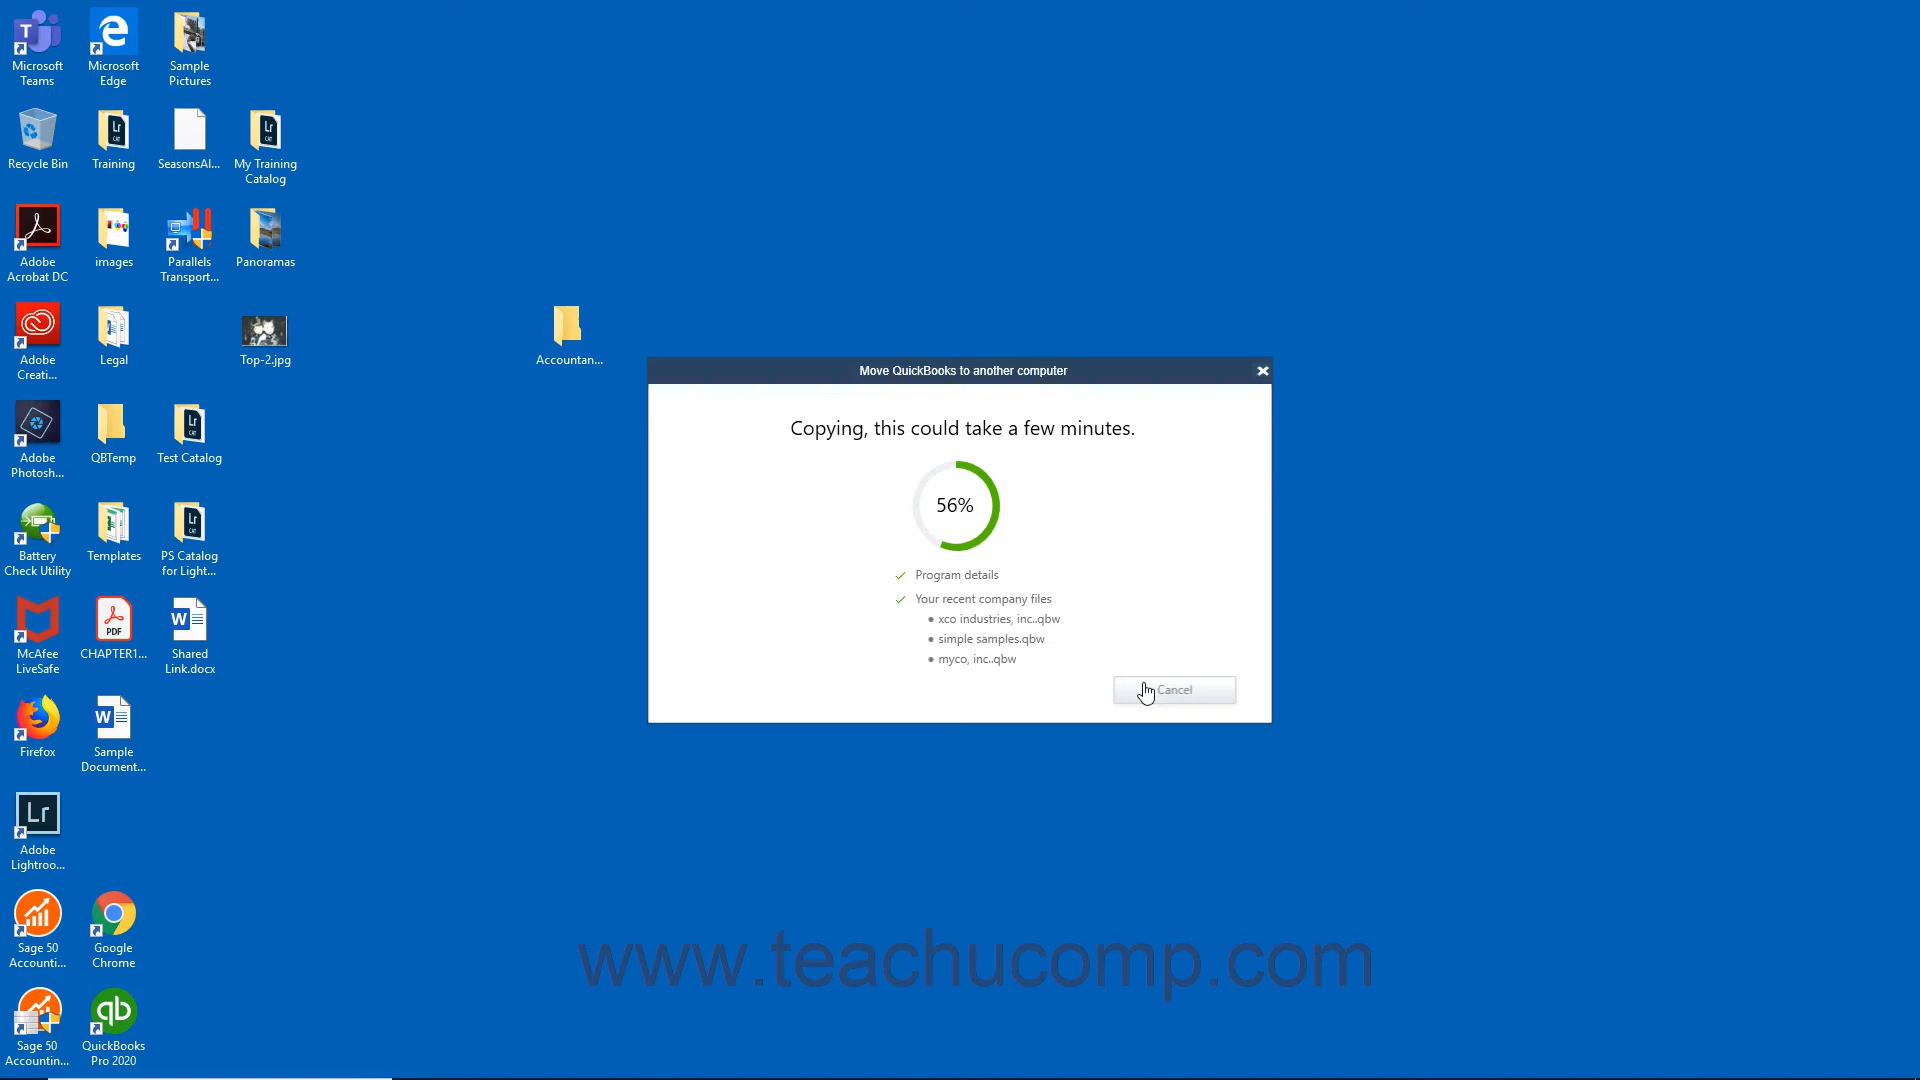 Microsoft
Teams
Microsoft
Edge
Sample
Pictures
Recycle Bin
Training
SeasonsAl...
My Training
Catalog
Adobe
Acrobat DC
images
Parallels
Transport...
Panoramas
Adobe
Creati...
Legal
Top-2.jpg
Accountan...
Adobe
Photosh...
QBTemp
Test Catalog
Battery
Check Utility
Templates
PS Catalog
for Light...
McAfee
LiveSafe
PDF
CHAPTER1...
Shared
Link.docx
Firefox
Sample
Document...
Lr
Adobe
Lightroo...
Sage 50
Accounti...
Google
Chrome
Sage 50
Accountin...
qb
QuickBooks
Pro 2020
Move QuickBooks to another computer
Copying, this could take a few minutes.
56%
Program details
Your recent company files
xco industries, inc..qbw
simple samples.qbw
myco, inc..qbw
Cancel
www.teachucomp.com